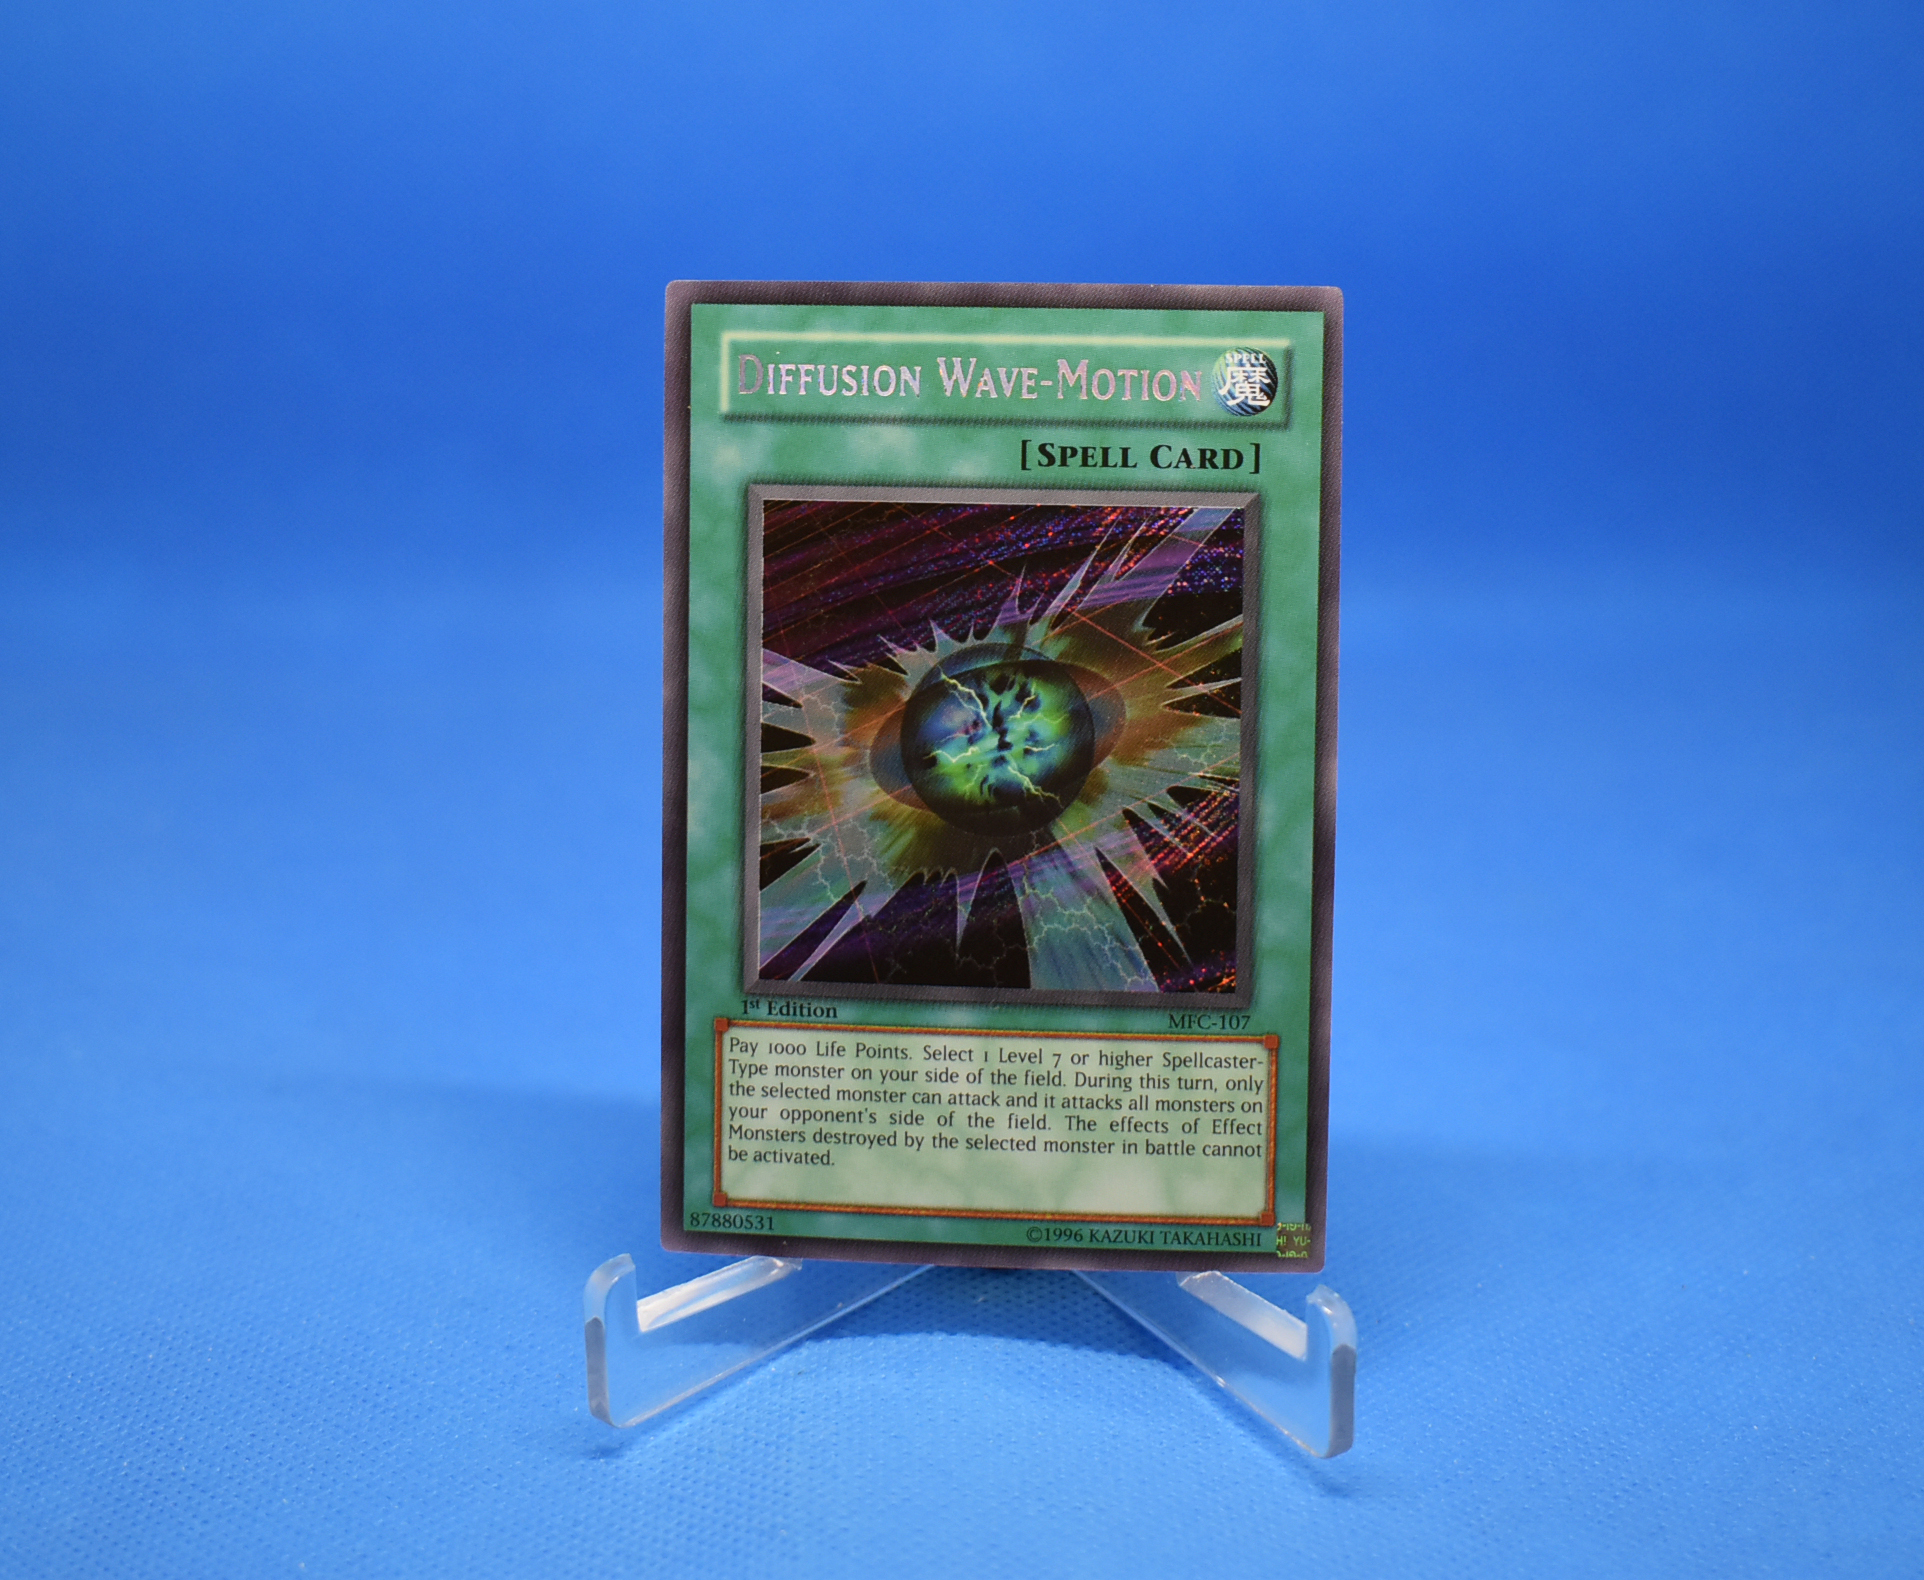 DIFFUSION WAVE-MOTION
SPELL
魔
[SPELL CARD]
1st Edition
MFC-107
Pay 1000 Life Points. Select 1 Level 7 or higher Spellcaster-
Type monster on your side of the field. During this turn, only
the selected monster can attack and it attacks all monsters on
your opponent's side of the field. The effects of Effect
Monsters destroyed by the selected monster in battle cannot
be activated.
87880531
©1996 KAZUKI TAKAHASHI
H! YU-